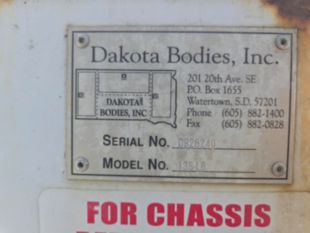 Dakota Bodies, Inc.
201 20th Ave. SE
P.O. Box 1655
Watertown, S.D. 57201
Phone (605) 882-1400
Fax (605) 882-0828
DAKOTA
BODIES, INC
SERIAL NO.
MODEL NO.
FOR CHASSIS